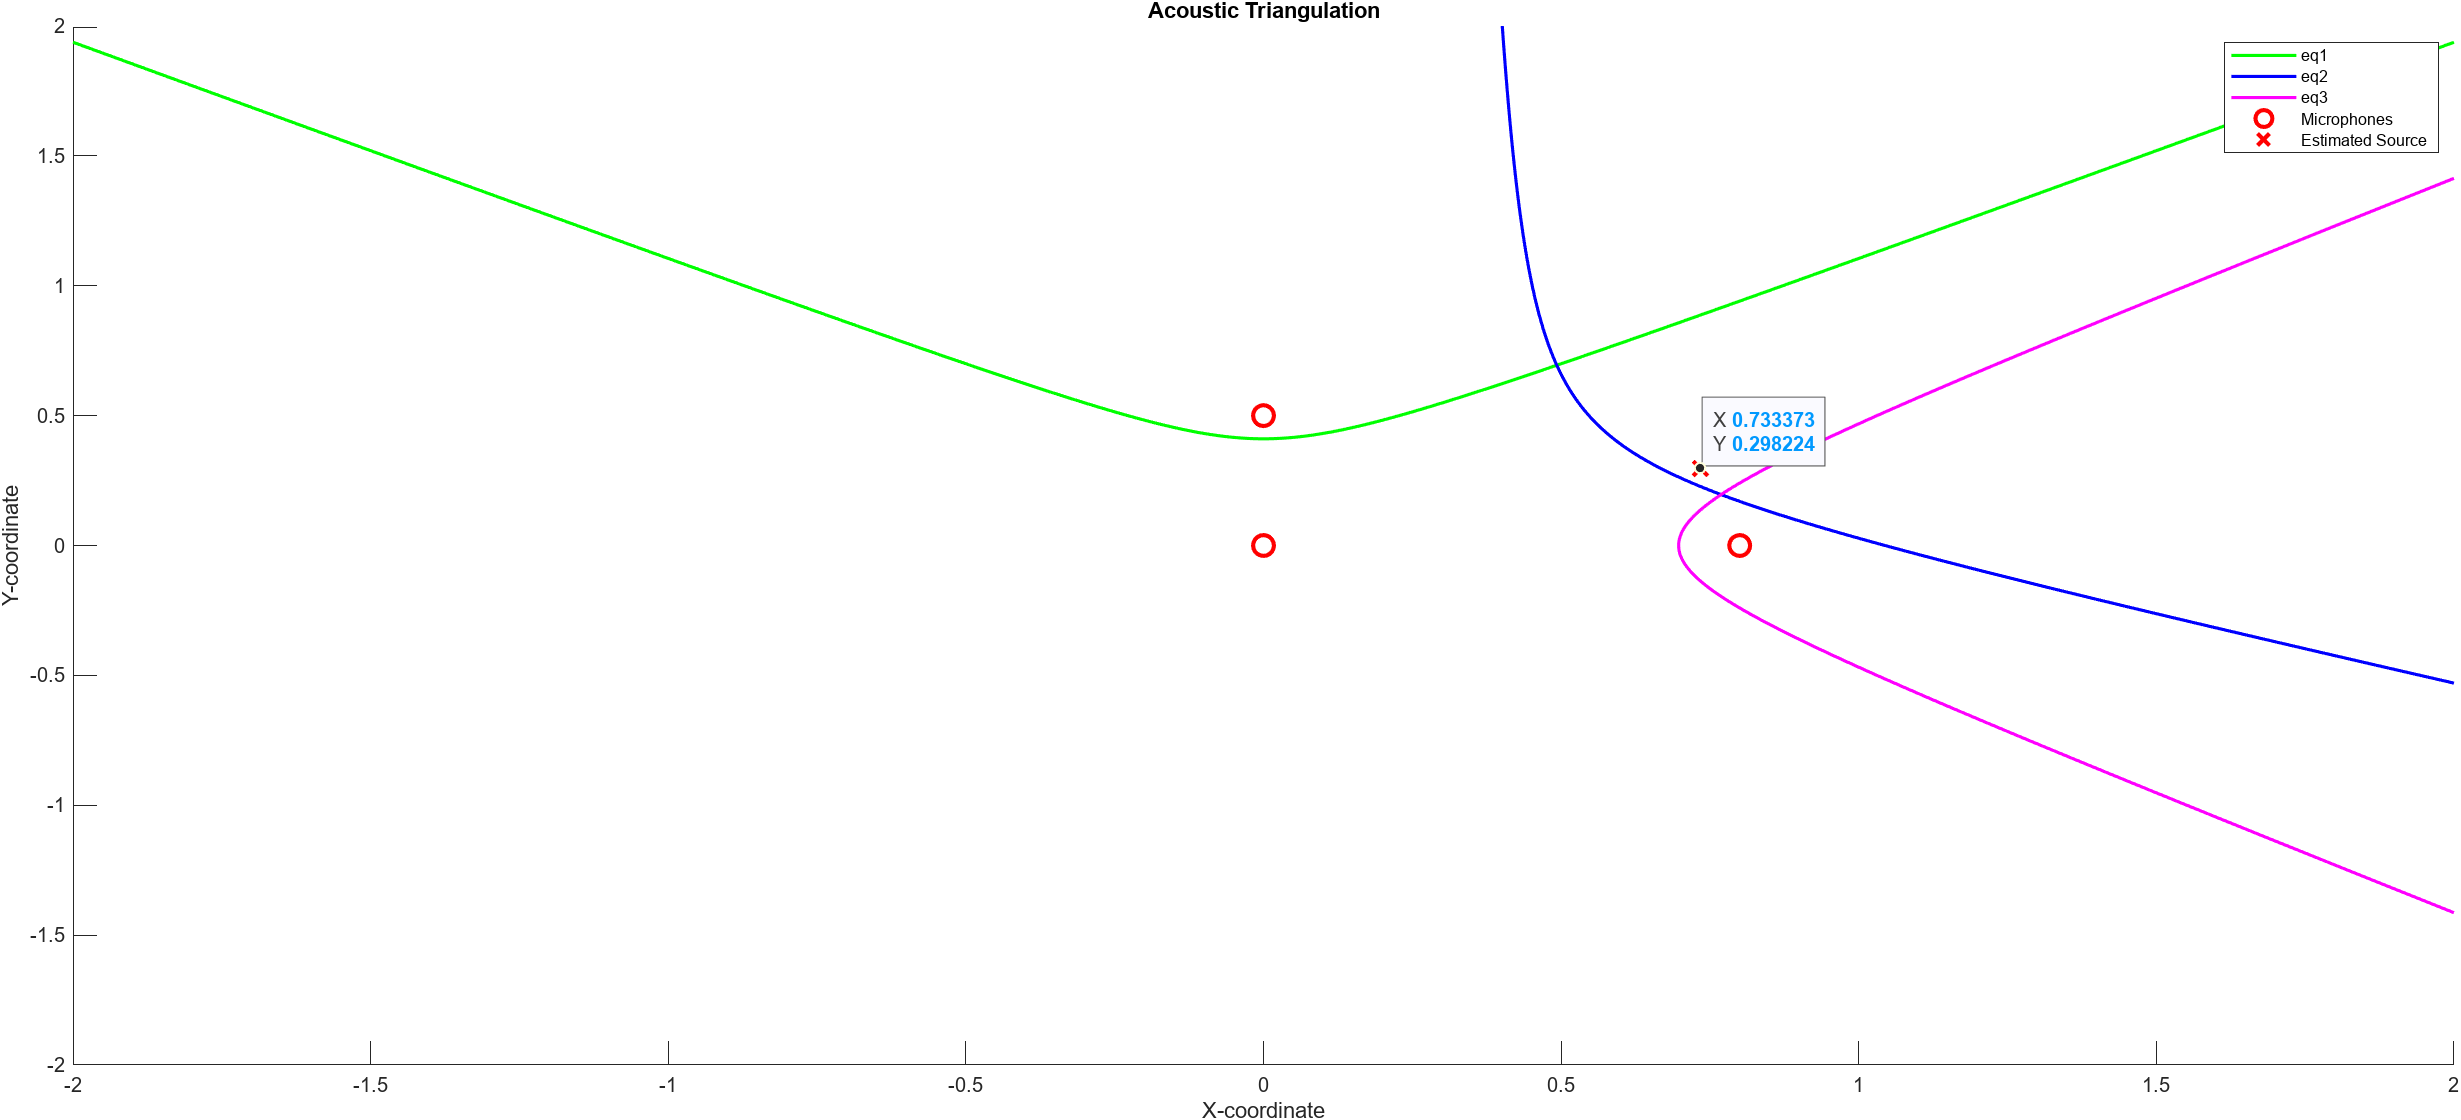 Acoustic Triangulation
eq1
eq2
eq3
Microphones
Estimated Source
X 0.733373
Y 0.298224
2
1.5
1
0.5
0
-0.5
-1
-1.5
-2
Y-coordinate
-2
-1.5
-1
-0.5
0
0.5
1
1.5
2
X-coordinate